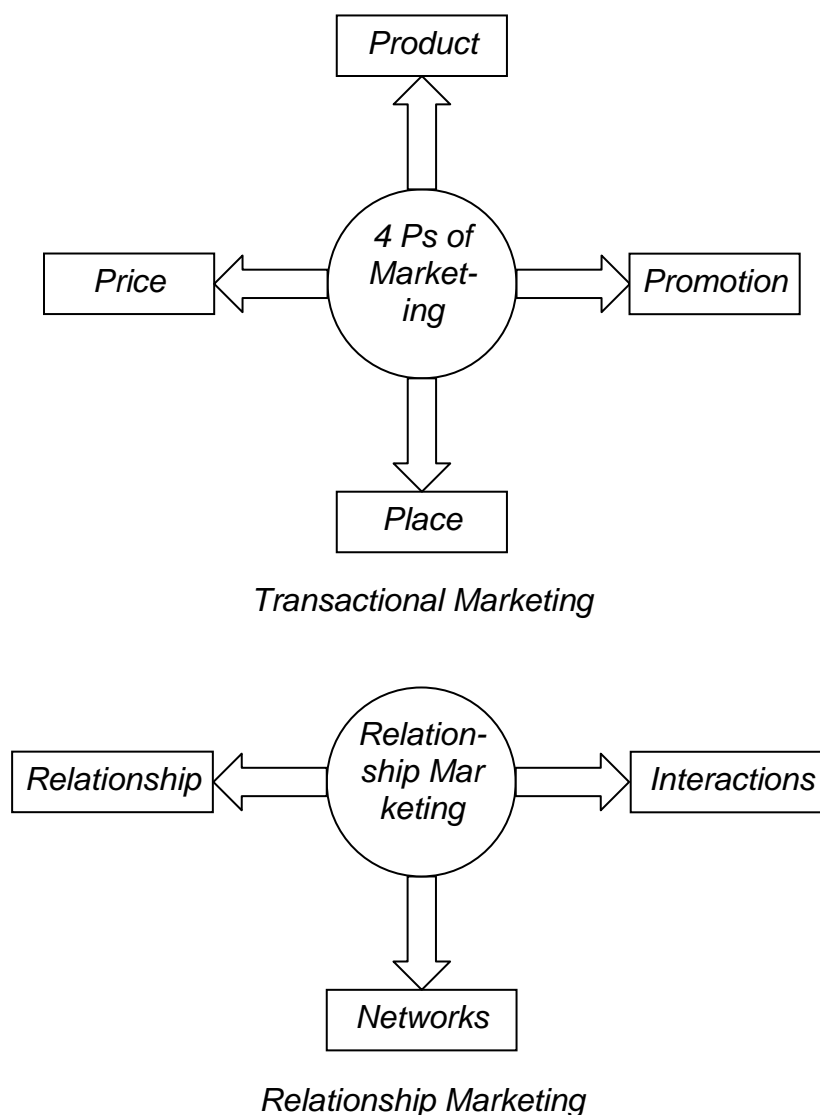 Product
4 Ps of
Market-
ing
Price
Promotion
Place
Transactional Marketing
Relation-
ship Mar
keting
Relationship
Interactions
Networks
Relationship Marketing